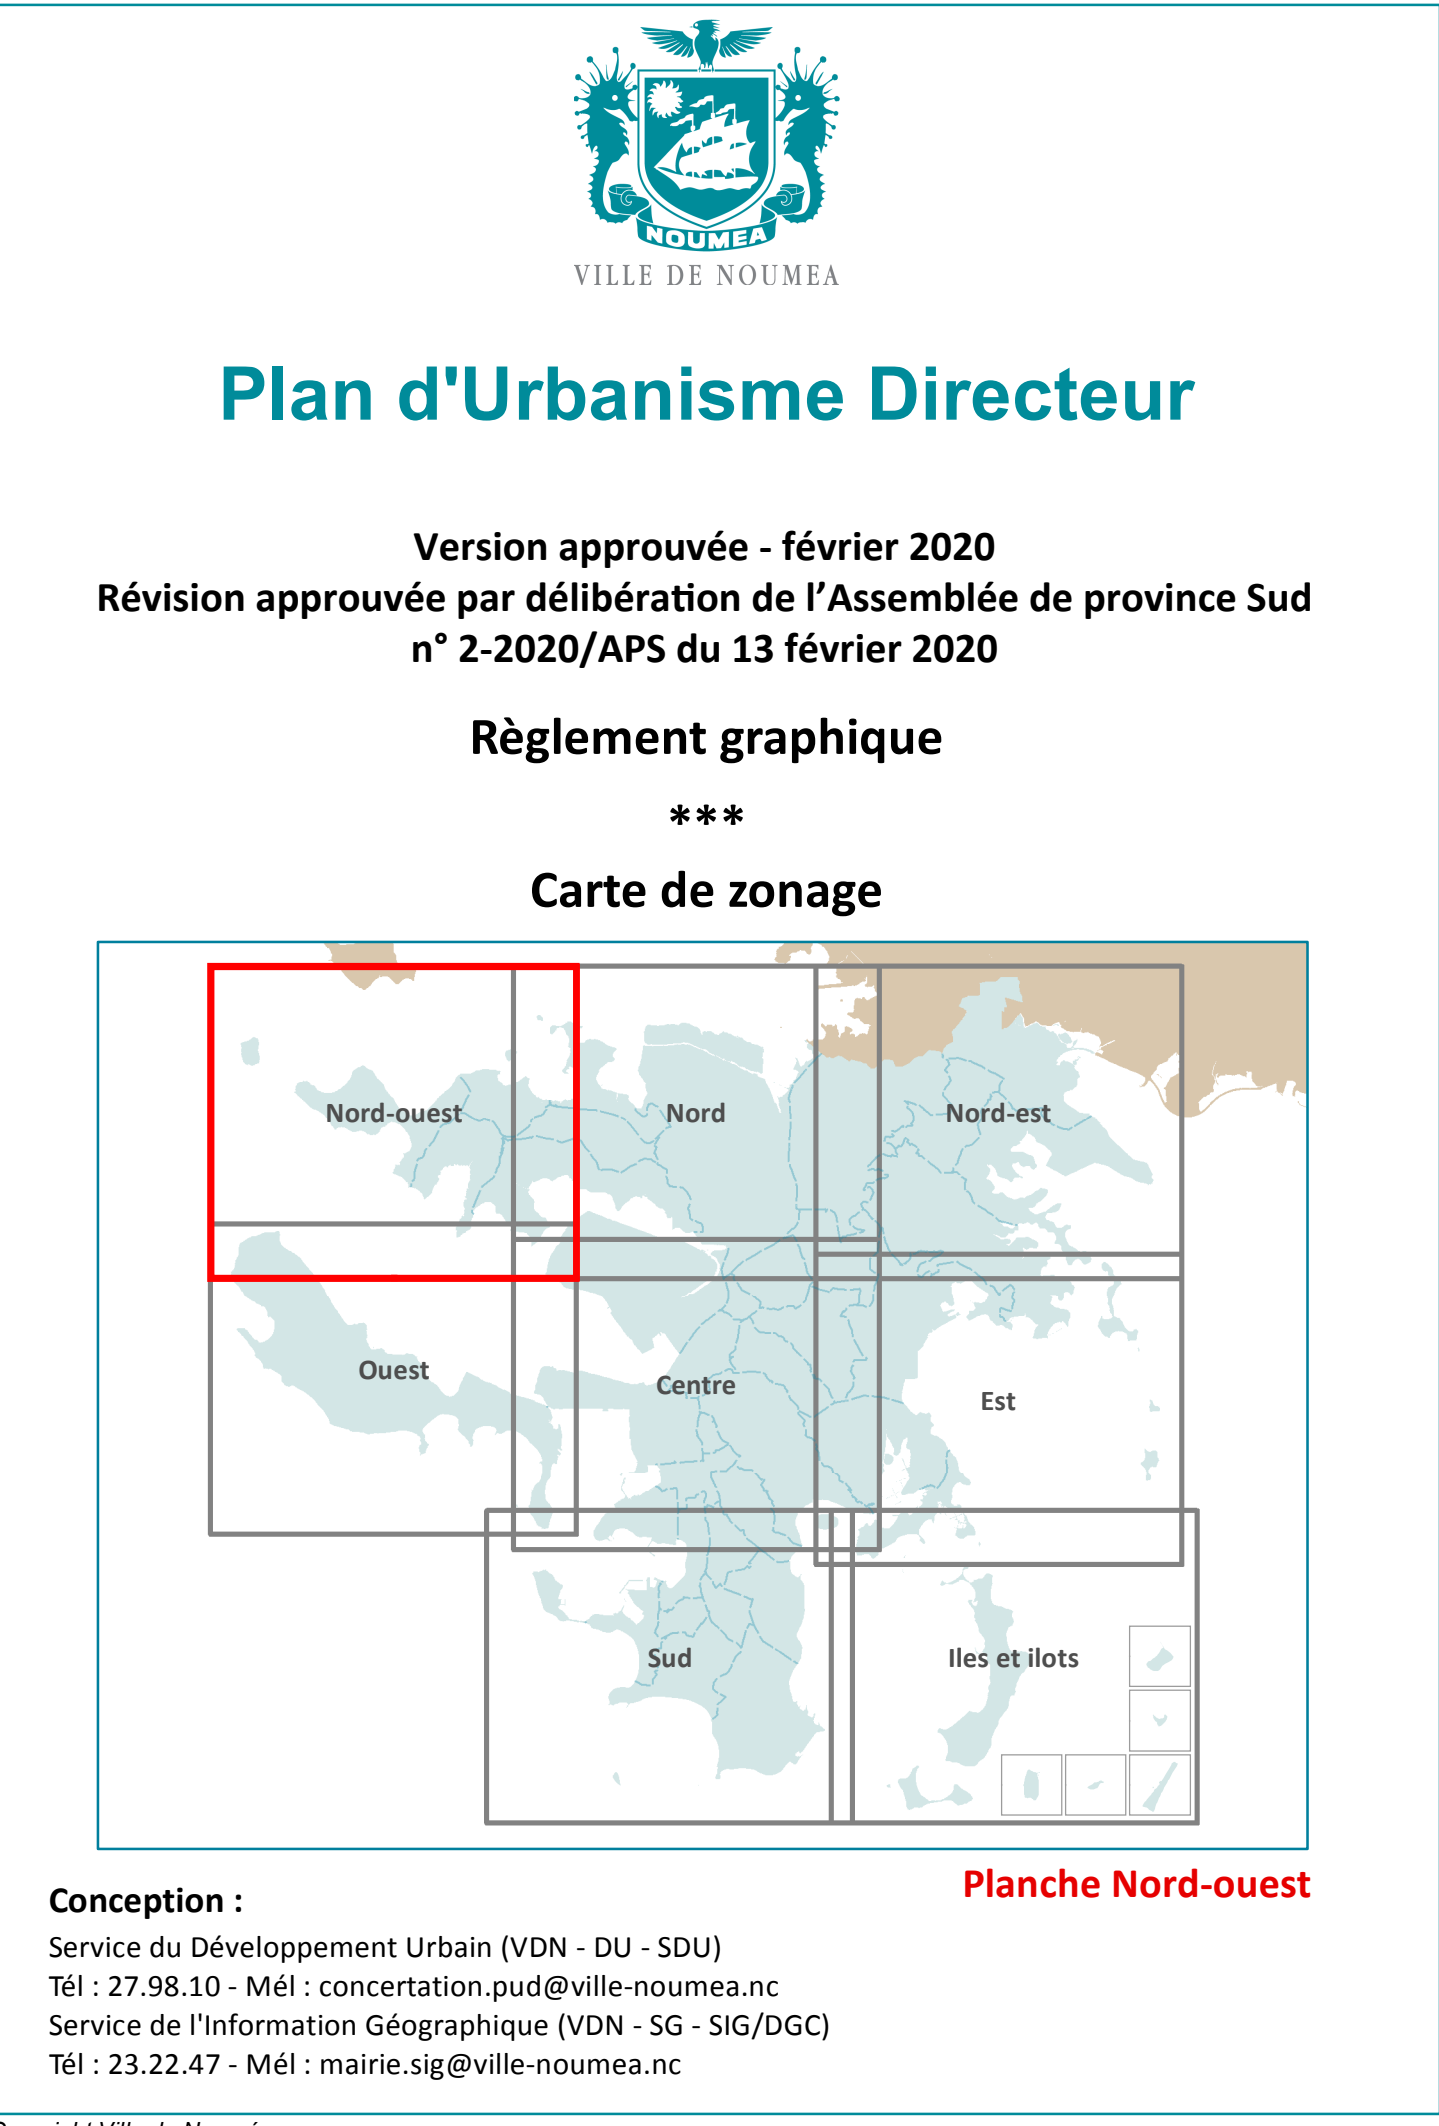 NOUMEA
VILLE DE NOUMEA
Plan d'Urbanisme Directeur
Version approuvée - février 2020
Révision approuvée par délibération de l’Assemblée de province Sud
n° 2-2020/APS du 13 février 2020
Règlement graphique
***
Carte de zonage
Nord-ouest
Nord
Nord-est
Ouest
Centre
Est
Sud
Iles et ilots
Planche Nord-ouest
Conception :
Service du Développement Urbain (VDN - DU - SDU)
Tél : 27.98.10 - Mél : concertation.pud@ville-noumea.nc
Service de l'Information Géographique (VDN - SG - SIG/DGC)
Tél : 23.22.47 - Mél : mairie.sig@ville-noumea.nc